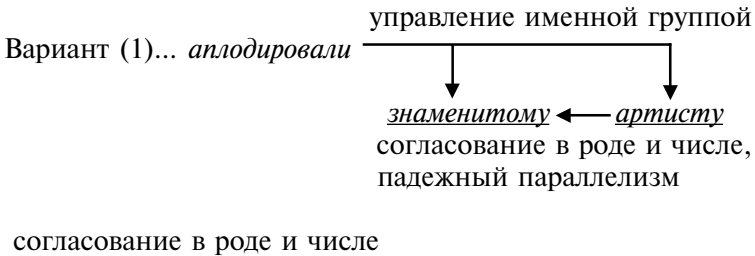 управление именной группой
Вариант (1)... аплодировали
знаменитому артисту
согласование в роде и числе,
падежный параллелизм
согласование в роде и числе